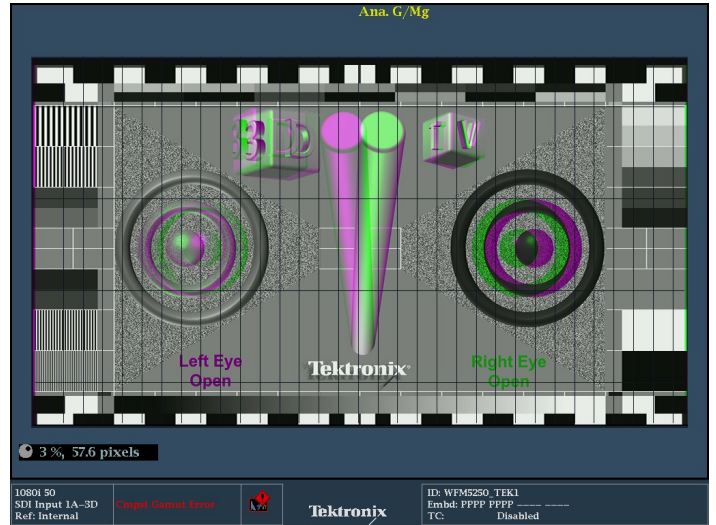 Ana. G/Mg
3D TV
Left Eye
Open
Tektronix®
Right Eye
Open
3 %, 57.6 pixels
1080i 50
SDI Input 1A-3D
Ref: Internal
Cmpst Gamut Error
Tektronix
ID: WFM5250_TEK1
Embd: PPPP PPPP ---- ----
TC: Disabled